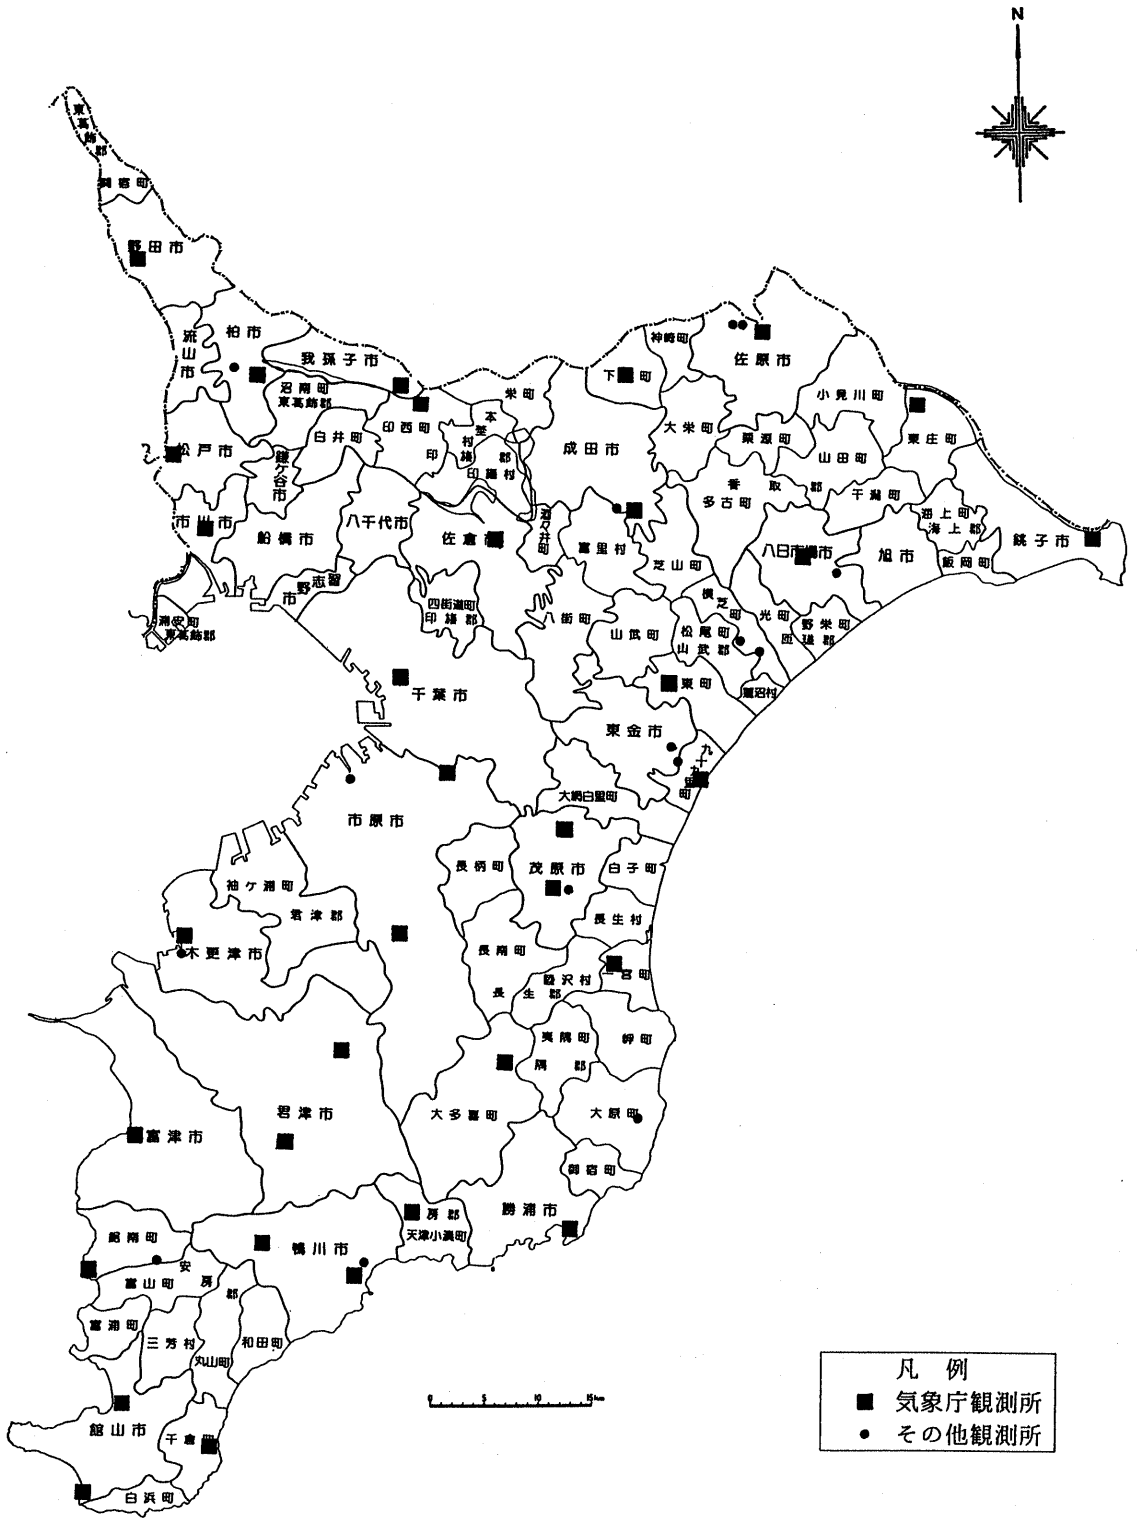 N
東葛飾郡
関宿町
野田市
流山市
柏市
我孫子市
沼南町
東葛飾郡
松戸市
鎌ケ谷市
白井町
印西町
印
本埜村
旛郡
印旛村
栄町
成田市
下町
神崎町
佐原市
大栄町
栗源町
小見川町
山田町
東庄町
香取郡
多古町
干潟町
海上町
海上郡
飯岡町
銚子市
旭市
八日市場市
市川市
船橋市
八千代市
佐倉市
酒々井町
富里村
芝山町
横芝町
光町
野栄町
匝瑳郡
習志野市
浦安町
東葛飾郡
四街道町
印旛郡
八街町
山武町
松尾町
山武郡
蓮沼村
成東町
千葉市
東金市
九十九里町
大網白里町
市原市
長柄町
茂原市
白子町
長生村
袖ケ浦町
君津郡
木更津市
長南町
長生郡
睦沢村
一宮町
夷隅町
隅郡
岬町
大多喜町
大原町
御宿町
勝浦市
君津市
富津市
房郡
天津小湊町
鴨川市
鋸南町
富山町
安房郡
富浦町
三芳村
丸山町
和田町
館山市
千倉町
白浜町
0 5 10 15km
凡 例
気象庁観測所
その他観測所